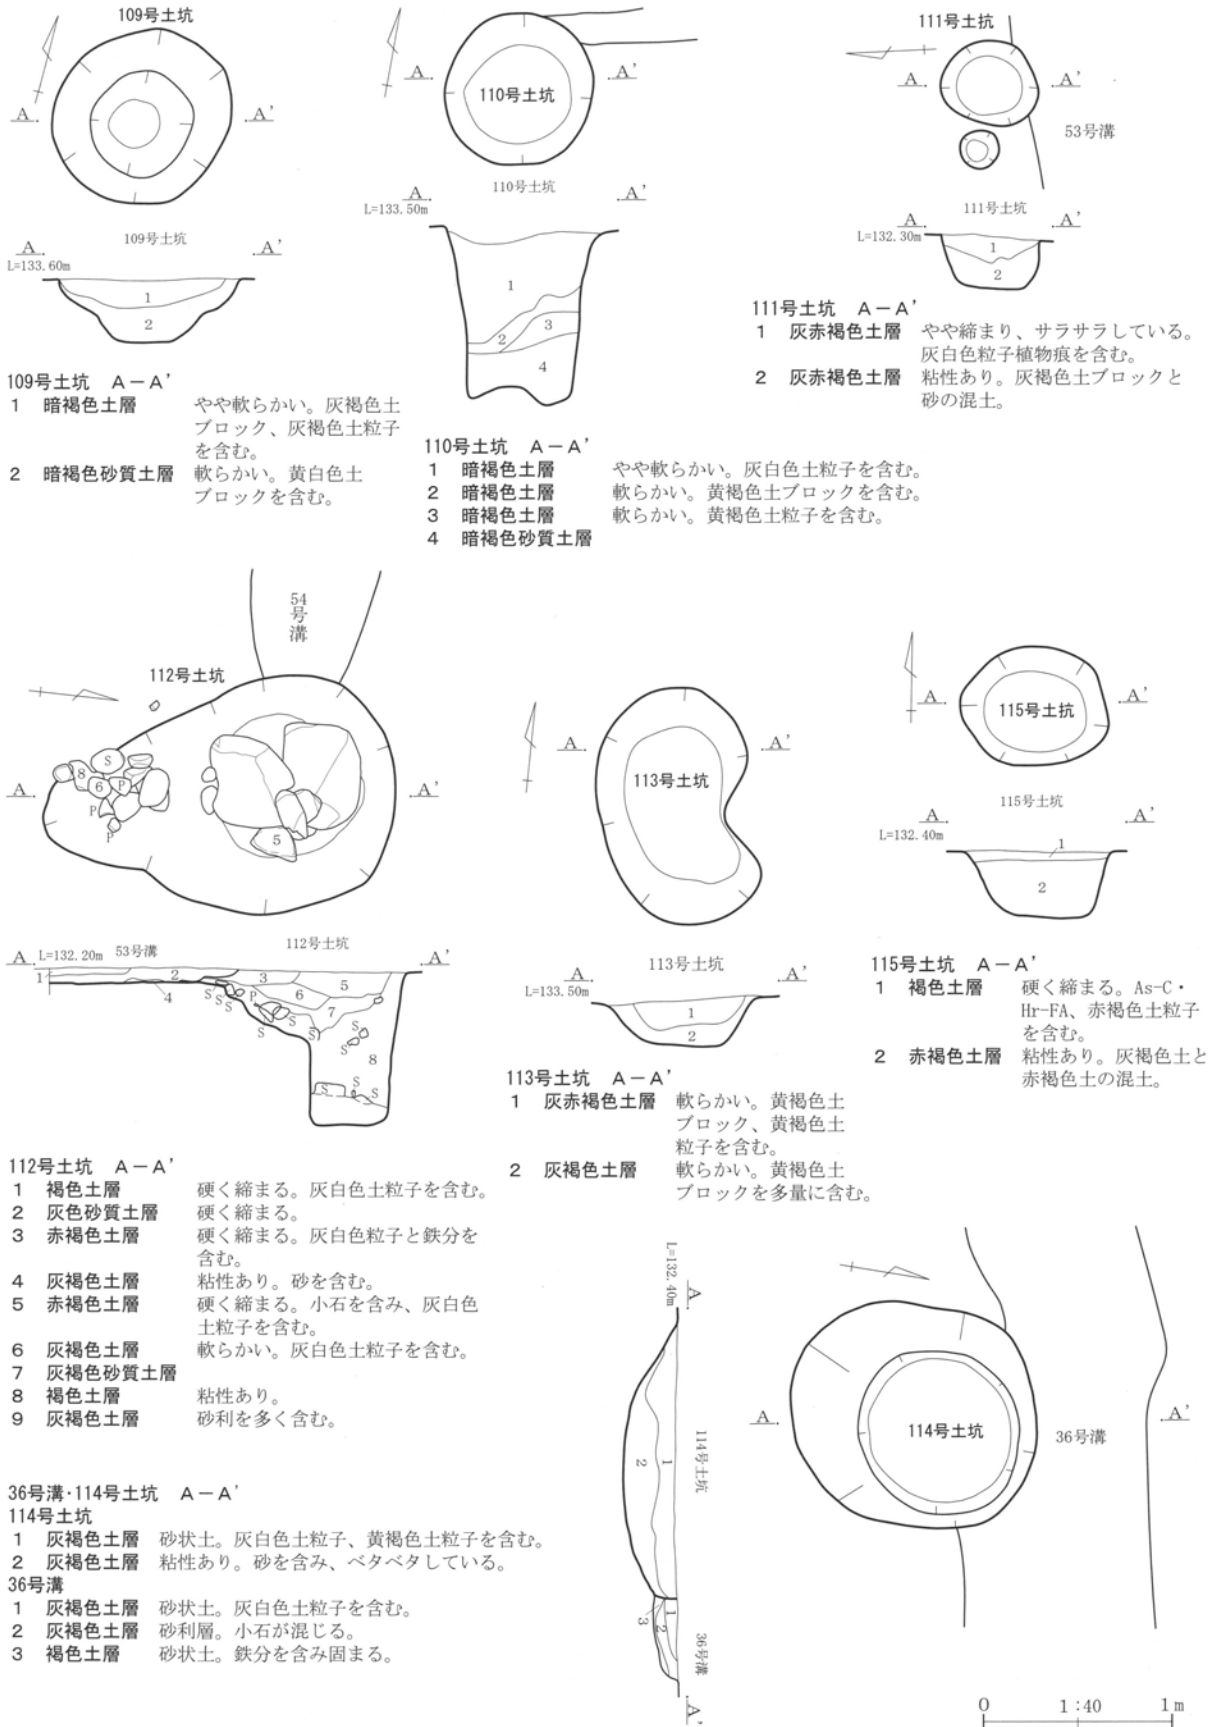 109号土坑
A A'
109号土坑
A A'
L=133.60m
1
2
109号土坑 A-A'
1 暗褐色土層 やや軟らかい。灰褐色土
ブロック、灰褐色土粒子
を含む。
2 暗褐色砂質土層 軟らかい。黄白色土
ブロックを含む。
A A'
110号土坑
110号土坑
A A'
L=133.50m
1
2
3
4
110号土坑 A-A'
1 暗褐色土層 やや軟らかい。灰白色土粒子を含む。
2 暗褐色土層 軟らかい。黄褐色土ブロックを含む。
3 暗褐色土層 軟らかい。黄褐色土粒子を含む。
4 暗褐色砂質土層
111号土抗
A A'
53号溝
111号土坑
A A'
L=132.30m
1
2
111号土坑 A-A'
1 灰赤褐色土層 やや締まり、サラサラしている。
灰白色粒子植物痕を含む。
2 灰赤褐色土層 粘性あり。灰褐色土ブロックと
砂の混土。
54号溝
112号土坑
S
8 6 P
A A'
P
P
5
112号土坑
A L=132.20m 53号溝 A'
1 2 3 5
4 S S S P 6 7
S S S S S
8
S S S
112号土坑 A-A'
1 褐色土層 硬く締まる。灰白色土粒子を含む。
2 灰色砂質土層 硬く締まる。
3 赤褐色土層 硬く締まる。灰白色粒子と鉄分を
含む。
4 灰褐色土層 粘性あり。砂を含む。
5 赤褐色土層 硬く締まる。小石を含み、灰白色
土粒子を含む。
6 灰褐色土層 軟らかい。灰白色土粒子を含む。
7 灰褐色砂質土層
8 褐色土層 粘性あり。
9 灰褐色土層 砂利を多く含む。
A A'
113号土坑
113号土坑
A A'
L=133.50m
1
2
113号土坑 A-A'
1 灰赤褐色土層 軟らかい。黄褐色土
ブロック、黄褐色土
粒子を含む。
2 灰褐色土層 軟らかい。黄褐色土
ブロックを多量に含む。
A A'
115号土抗
115号土坑
A A'
L=132.40m
1
2
115号土坑 A-A'
1 褐色土層 硬く締まる。As-C・
Hr-FA、赤褐色土粒子
を含む。
2 赤褐色土層 粘性あり。灰褐色土と
赤褐色土の混土。
36号溝・114号土坑 A-A'
114号土坑
1 灰褐色土層 砂状土。灰白色土粒子、黄褐色土粒子を含む。
2 灰褐色土層 粘性あり。砂を含み、ベタベタしている。
36号溝
1 灰褐色土層 砂状土。灰白色土粒子を含む。
2 灰褐色土層 砂利層。小石が混じる。
3 褐色土層 砂状土。鉄分を含み固まる。
L=132.40m
A
114号土坑
1
2
1
2
3
36号溝
A'
A A'
114号土坑
36号溝
0 1:40 1m